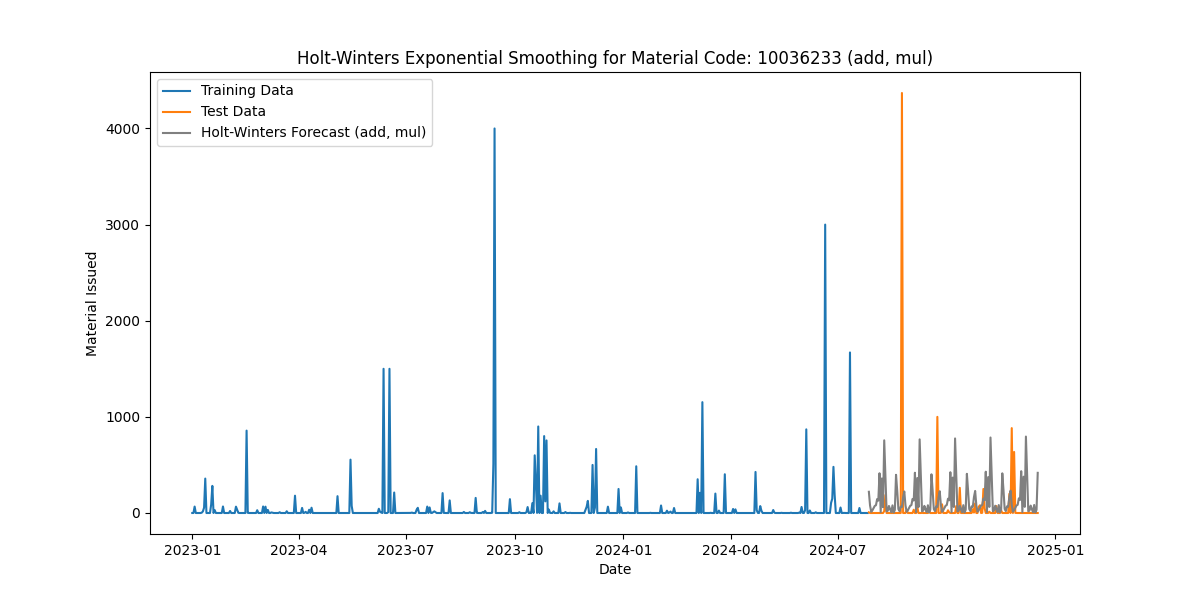 Holt-Winters Exponential Smoothing for Material Code: 10036233 (add, mul)
Training Data
Test Data
Holt-Winters Forecast (add, mul)
Material Issued
4000
3000
2000
1000
0
2023-01 2023-04 2023-07 2023-10 2024-01 2024-04 2024-07 2024-10 2025-01
Date